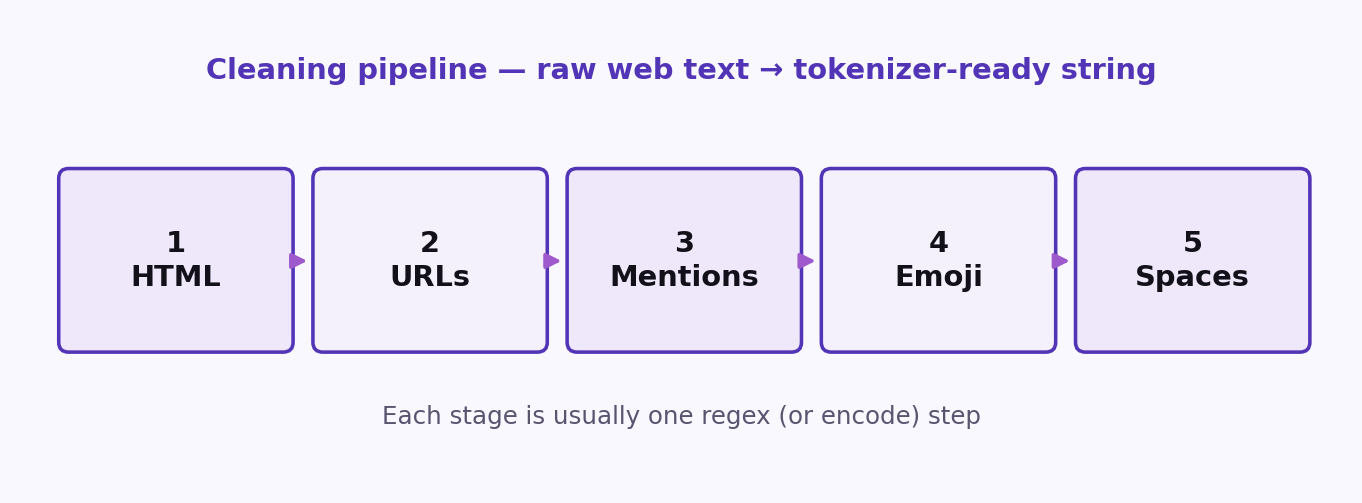 Cleaning pipeline — raw web text → tokenizer-ready string
1
HTML
2
URLs
3
Mentions
4
Emoji
5
Spaces
Each stage is usually one regex (or encode) step